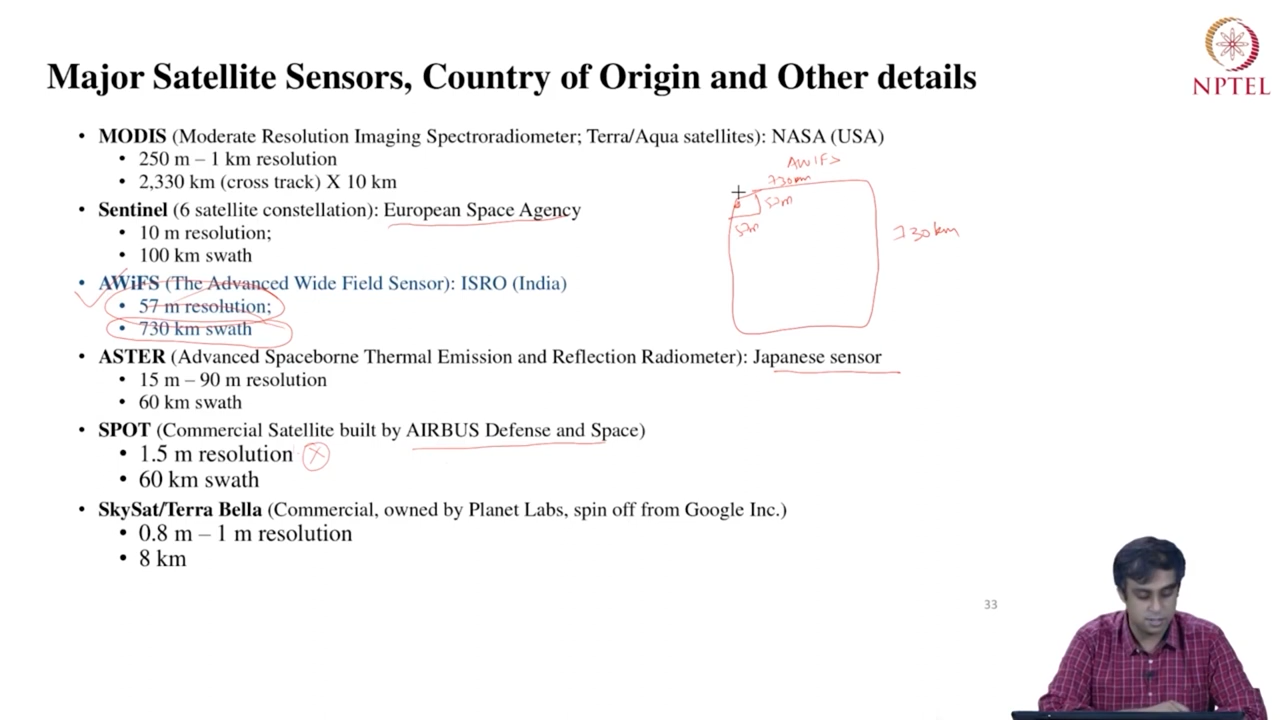 NPTEL
Major Satellite Sensors, Country of Origin and Other details
• MODIS (Moderate Resolution Imaging Spectroradiometer; Terra/Aqua satellites): NASA (USA)
• 250 m – 1 km resolution
• 2,330 km (cross track) X 10 km
• Sentinel (6 satellite constellation): European Space Agency
• 10 m resolution;
• 100 km swath
• AWiFS (The Advanced Wide Field Sensor): ISRO (India)
• 57 m resolution;
• 730 km swath
• ASTER (Advanced Spaceborne Thermal Emission and Reflection Radiometer): Japanese sensor
• 15 m – 90 m resolution
• 60 km swath
• SPOT (Commercial Satellite built by AIRBUS Defense and Space)
• 1.5 m resolution
• 60 km swath
• SkySat/Terra Bella (Commercial, owned by Planet Labs, spin off from Google Inc.)
• 0.8 m – 1 m resolution
• 8 km
AWIFS
730km
57m
57m
730km
33